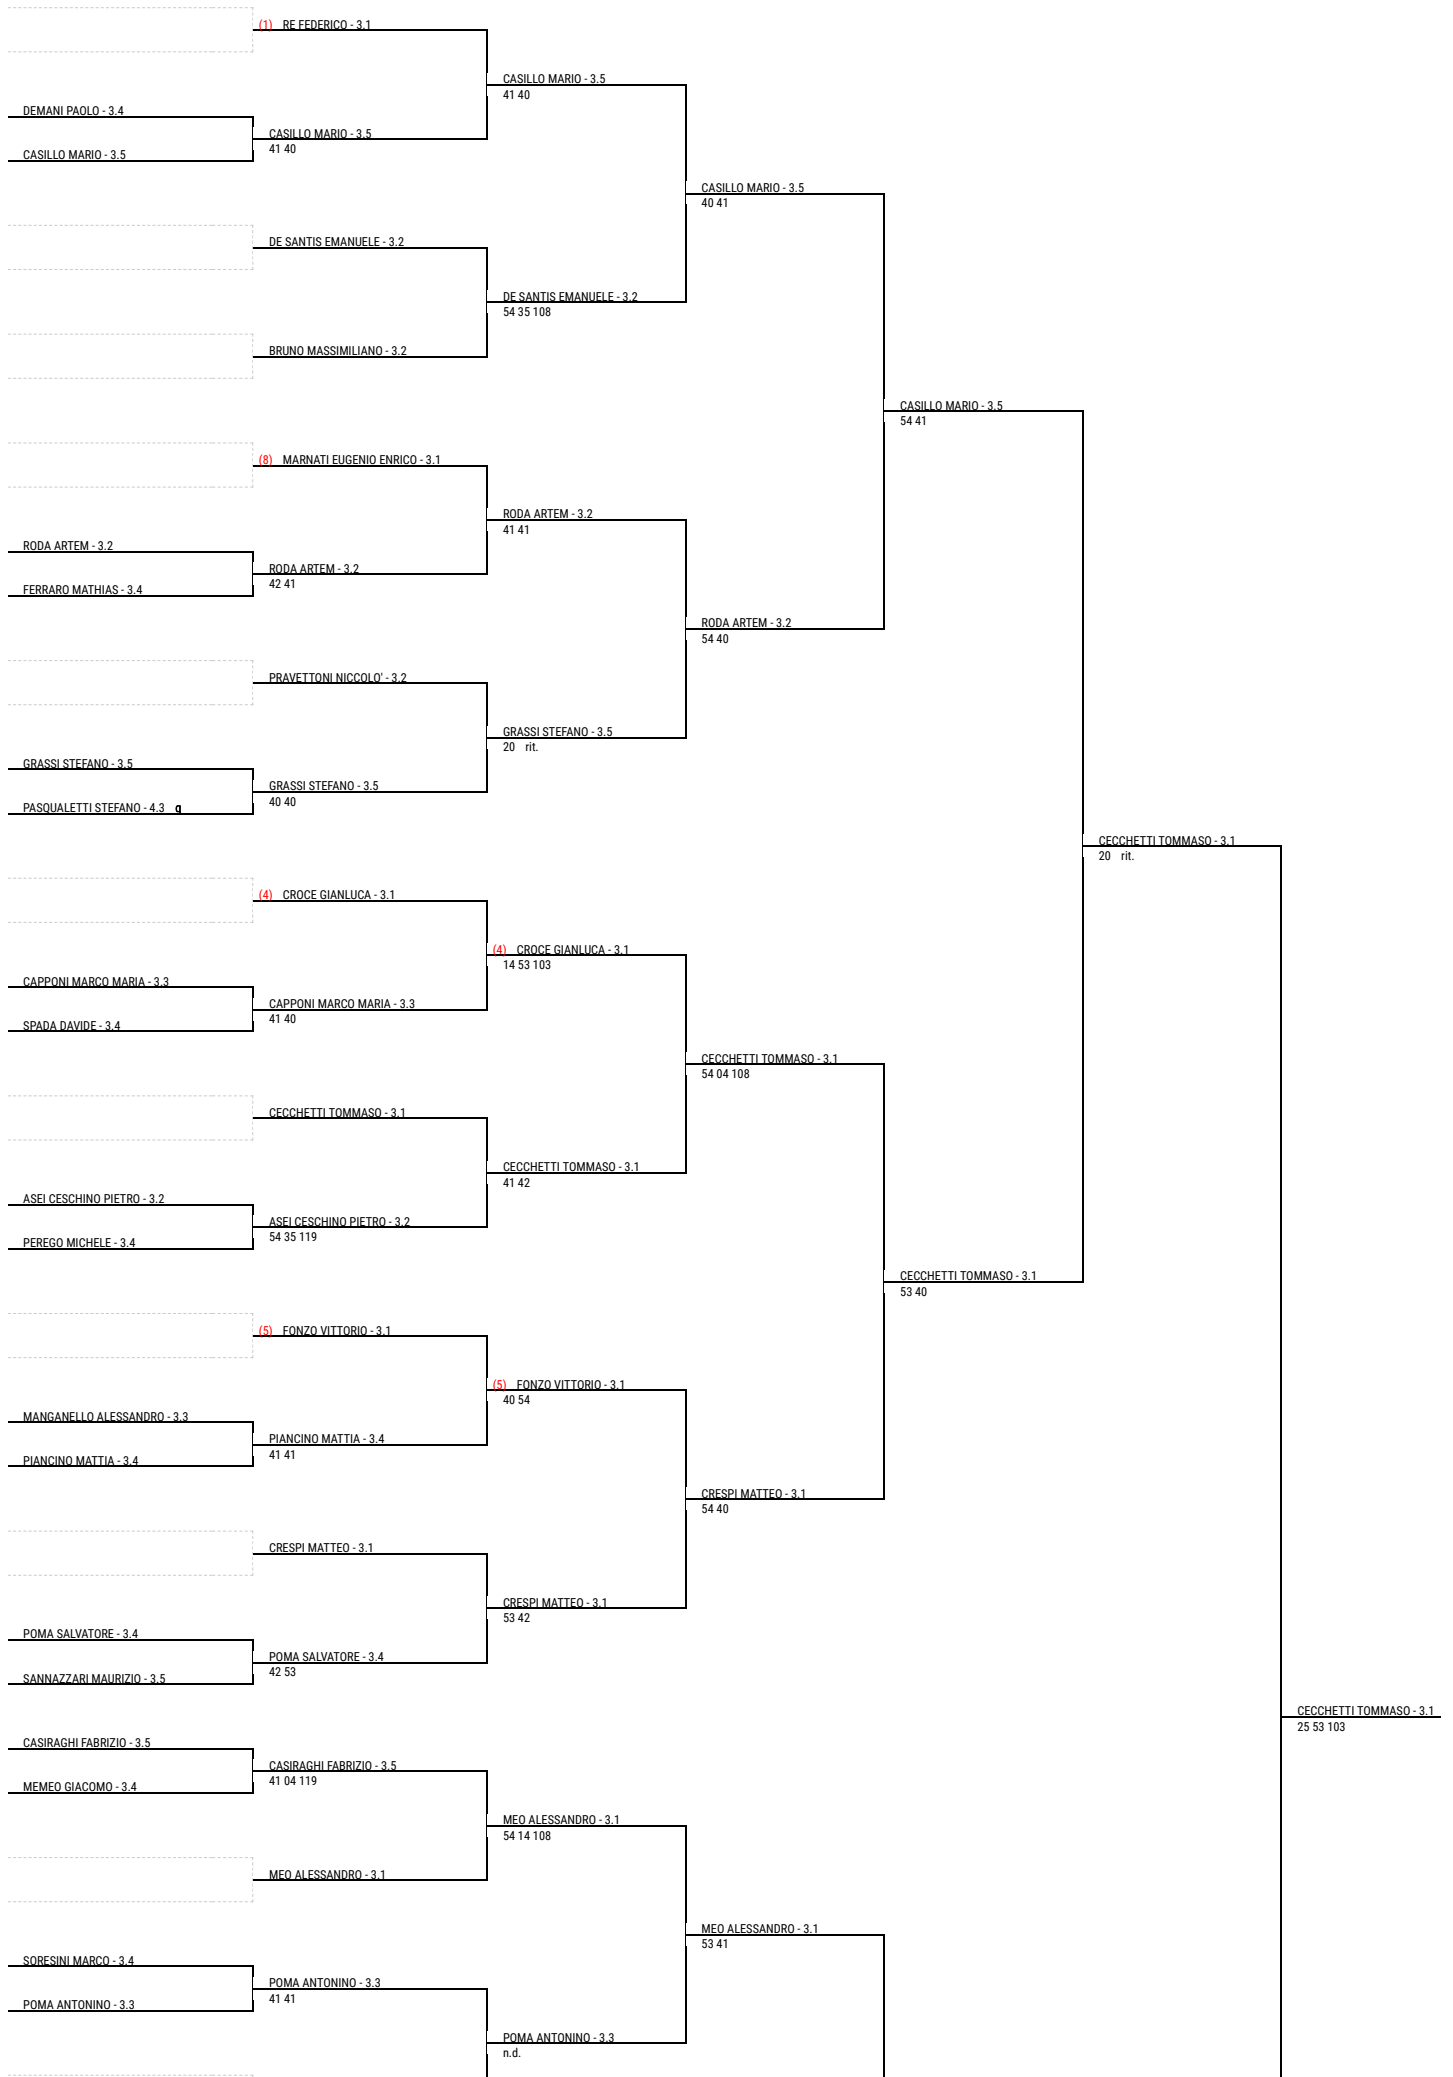 (1) RE FEDERICO - 3.1
CASILLO MARIO - 3.5
41 40
DEMANI PAOLO - 3.4
CASILLO MARIO - 3.5
41 40
CASILLO MARIO - 3.5
CASILLO MARIO - 3.5
40 41
DE SANTIS EMANUELE - 3.2
DE SANTIS EMANUELE - 3.2
54 35 108
BRUNO MASSIMILIANO - 3.2
CASILLO MARIO - 3.5
54 41
(8) MARNATI EUGENIO ENRICO - 3.1
RODA ARTEM - 3.2
41 41
RODA ARTEM - 3.2
RODA ARTEM - 3.2
42 41
FERRARO MATHIAS - 3.4
RODA ARTEM - 3.2
54 40
PRAVETTONI NICCOLO' - 3.2
GRASSI STEFANO - 3.5
20 rit.
GRASSI STEFANO - 3.5
GRASSI STEFANO - 3.5
40 40
PASQUALETTI STEFANO - 4.3 q
CECCHETTI TOMMASO - 3.1
20 rit.
(4) CROCE GIANLUCA - 3.1
(4) CROCE GIANLUCA - 3.1
14 53 103
CAPPONI MARCO MARIA - 3.3
CAPPONI MARCO MARIA - 3.3
41 40
SPADA DAVIDE - 3.4
CECCHETTI TOMMASO - 3.1
54 04 108
CECCHETTI TOMMASO - 3.1
CECCHETTI TOMMASO - 3.1
41 42
ASEI CESCHINO PIETRO - 3.2
ASEI CESCHINO PIETRO - 3.2
54 35 119
PEREGO MICHELE - 3.4
CECCHETTI TOMMASO - 3.1
53 40
(5) FONZO VITTORIO - 3.1
(5) FONZO VITTORIO - 3.1
40 54
MANGANELLO ALESSANDRO - 3.3
PIANCINO MATTIA - 3.4
41 41
PIANCINO MATTIA - 3.4
CRESPI MATTEO - 3.1
54 40
CRESPI MATTEO - 3.1
CRESPI MATTEO - 3.1
53 42
POMA SALVATORE - 3.4
POMA SALVATORE - 3.4
42 53
SANNAZZARI MAURIZIO - 3.5
CECCHETTI TOMMASO - 3.1
25 53 103
CASIRAGHI FABRIZIO - 3.5
CASIRAGHI FABRIZIO - 3.5
41 04 119
MEMEO GIACOMO - 3.4
MEO ALESSANDRO - 3.1
54 14 108
MEO ALESSANDRO - 3.1
MEO ALESSANDRO - 3.1
53 41
SORESINI MARCO - 3.4
POMA ANTONINO - 3.3
41 41
POMA ANTONINO - 3.3
POMA ANTONINO - 3.3
n.d.